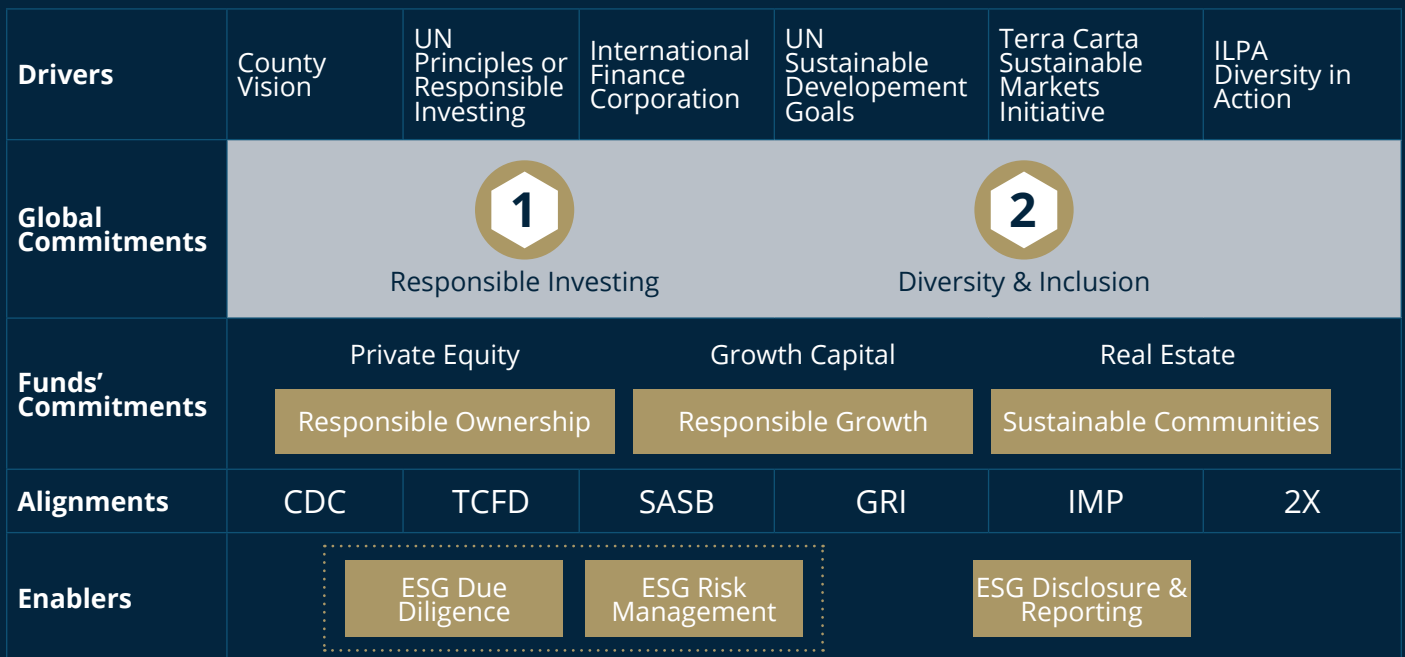 Drivers
County
Vision
UN
Principles or
Responsible
Investing
International
Finance
Corporation
UN
Sustainable
Developement
Goals
Terra Carta
Sustainable
Markets
Initiative
ILPA
Diversity in
Action
Global
Commitments
1
Responsible Investing
2
Diversity & Inclusion
Funds’
Commitments
Private Equity
Responsible Ownership
Growth Capital
Responsible Growth
Real Estate
Sustainable Communities
Alignments
CDC
TCFD
SASB
GRI
IMP
2X
Enablers
ESG Due
Diligence
ESG Risk
Management
ESG Disclosure &
Reporting